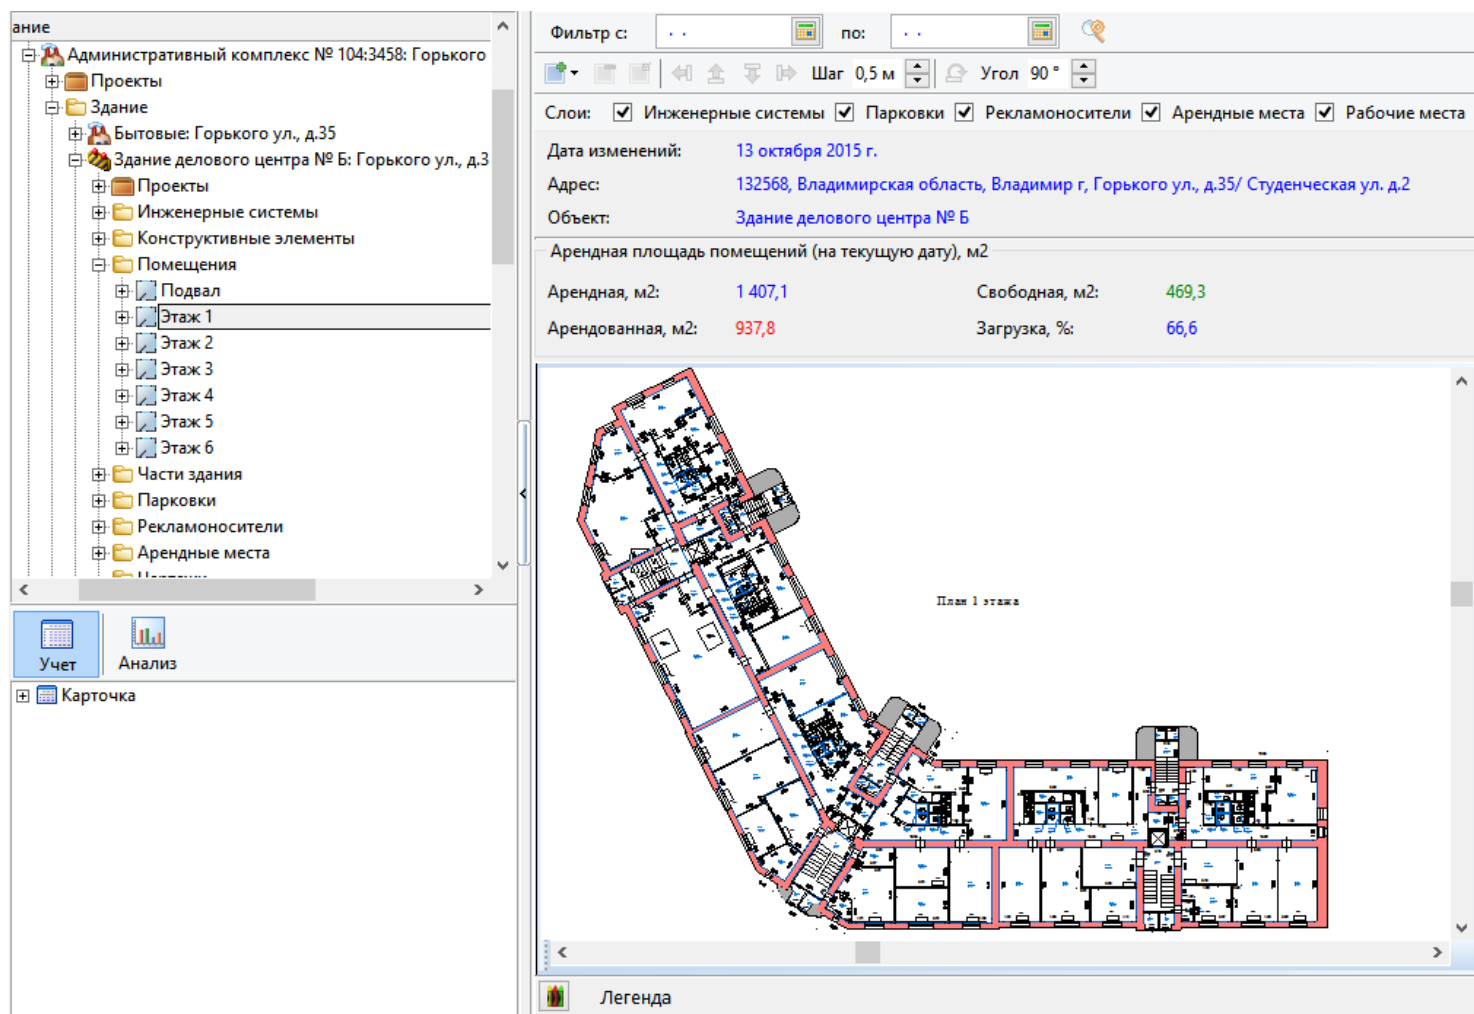 ание
Административный комплекс № 104:3458: Горького
Проекты
Здание
Бытовые: Горького ул., д.35
Здание делового центра № Б: Горького ул., д.3
Проекты
Инженерные системы
Конструктивные элементы
Помещения
Подвал
Этаж 1
Этаж 2
Этаж 3
Этаж 4
Этаж 5
Этаж 6
Части здания
Парковки
Рекламоносители
Арендные места
Учет
Анализ
Карточка
Фильтр с:
по:
Шаг 0,5 м Угол 90 °
Слои: Инженерные системы Парковки Рекламоносители Арендные места Рабочие места
Дата изменений: 13 октября 2015 г.
Адрес: 132568, Владимирская область, Владимир г, Горького ул., д.35/ Студенческая ул. д.2
Объект: Здание делового центра № Б
Арендная площадь помещений (на текущую дату), м2
Арендная, м2: 1 407,1 Свободная, м2: 469,3
Арендованная, м2: 937,8 Загрузка, %: 66,6
План 1 этажа
Легенда